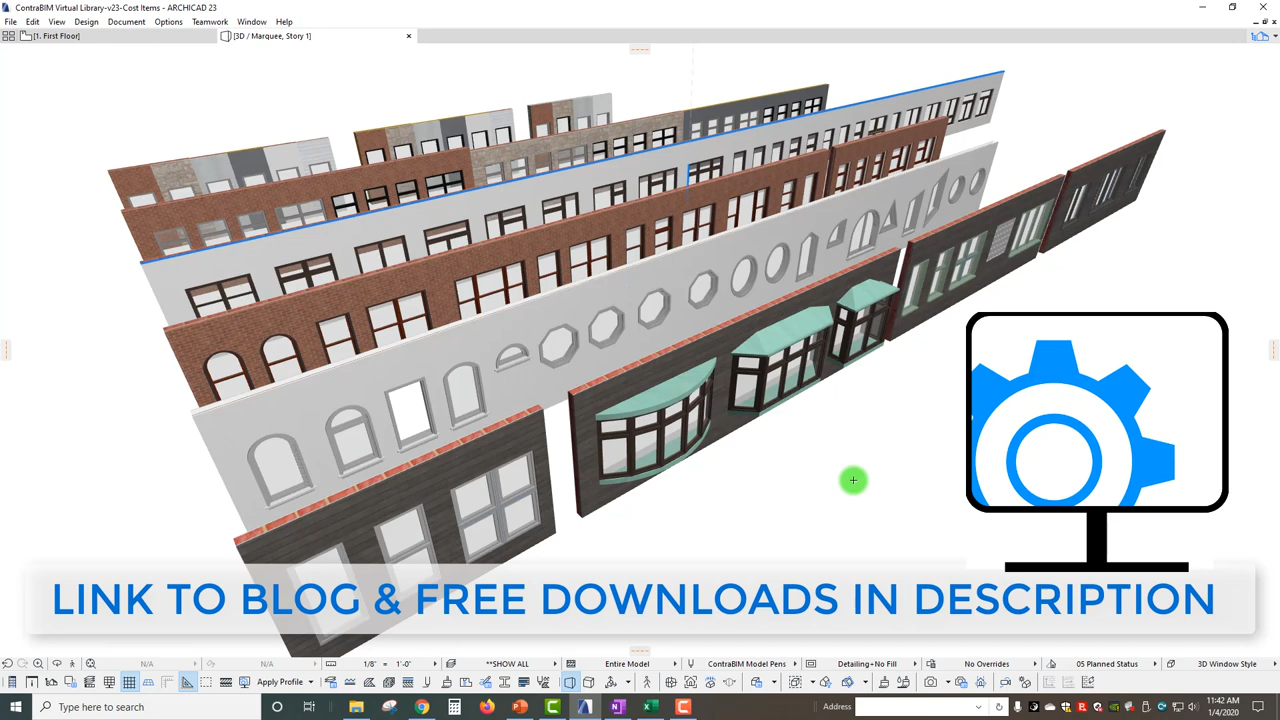 ContraBIM Virtual Library-v23-Cost Items - ARCHICAD 23
File Edit View Design Document Options Teamwork Window Help
[1. First Floor] [3D / Marquee, Story 1]
LINK TO BLOG & FREE DOWNLOADS IN DESCRIPTION
N/A N/A 1/8" = 1'-0" **SHOW ALL Entire Model ContraBIM Model Pens Detailing+No Fill No Overrides 05 Planned Status 3D Window Style
Apply Profile
Type here to search Address 11:42 AM
1/4/2020